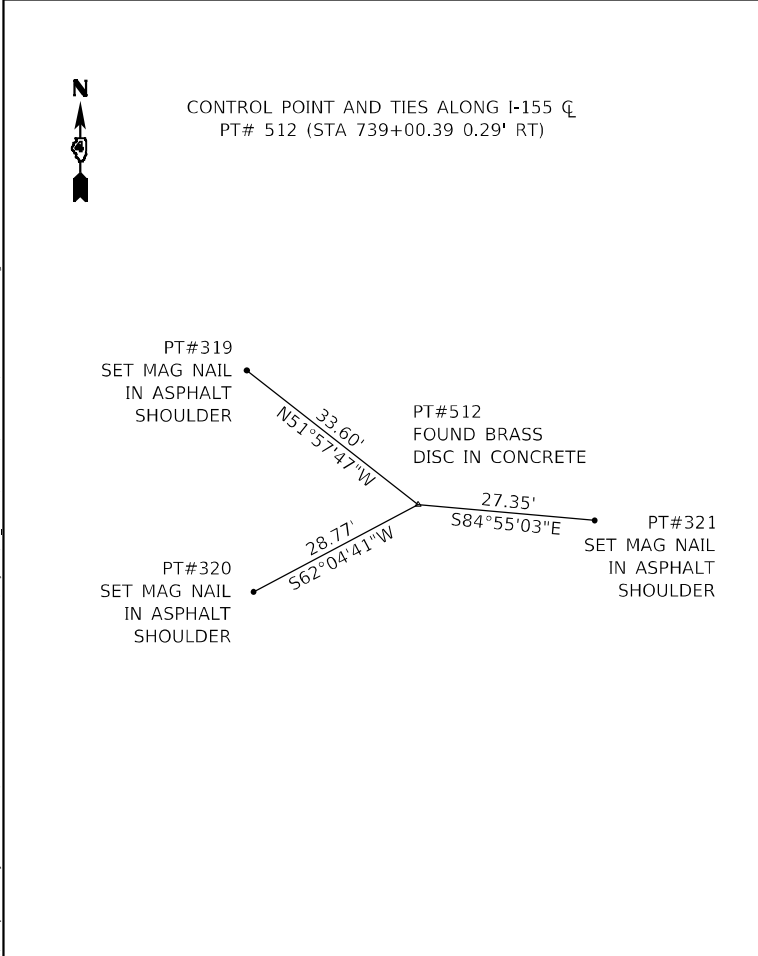 N
4
CONTROL POINT AND TIES ALONG I-155 ℄
PT# 512 (STA 739+00.39 0.29' RT)
PT#319
SET MAG NAIL
IN ASPHALT
SHOULDER
33.60'
N51°57'47"W
PT#512
FOUND BRASS
DISC IN CONCRETE
27.35'
S84°55'03"E
PT#321
SET MAG NAIL
IN ASPHALT
SHOULDER
28.77'
S62°04'41"W
PT#320
SET MAG NAIL
IN ASPHALT
SHOULDER